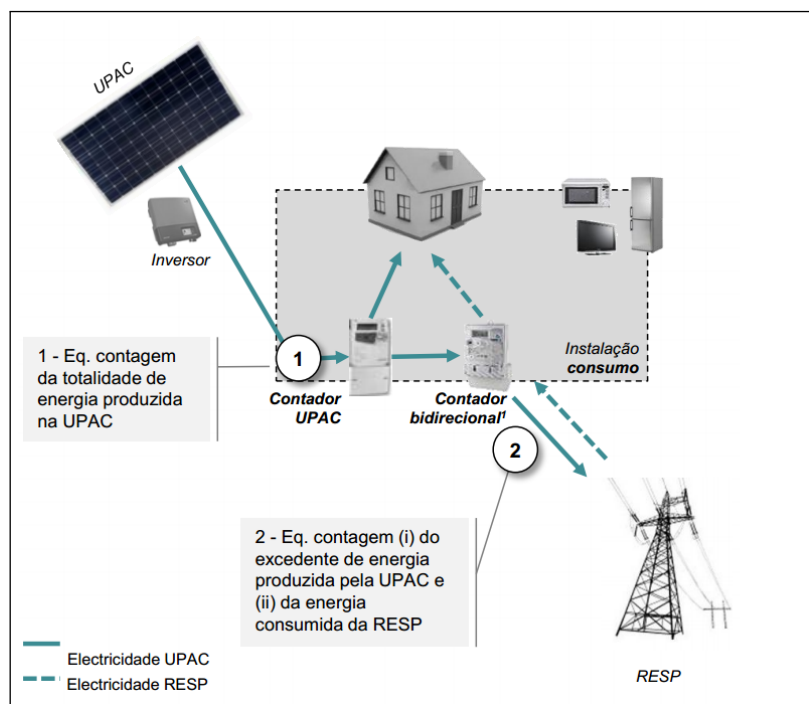 UPAC
Inversor
1 - Eq. contagem
da totalidade de
energia produzida
na UPAC
1
Contador
UPAC
Contador
bidirecional¹
Instalação
consumo
2
2 - Eq. contagem (i) do
excedente de energia
produzida pela UPAC e
(ii) da energia
consumida da RESP
Electricidade UPAC
Electricidade RESP
RESP